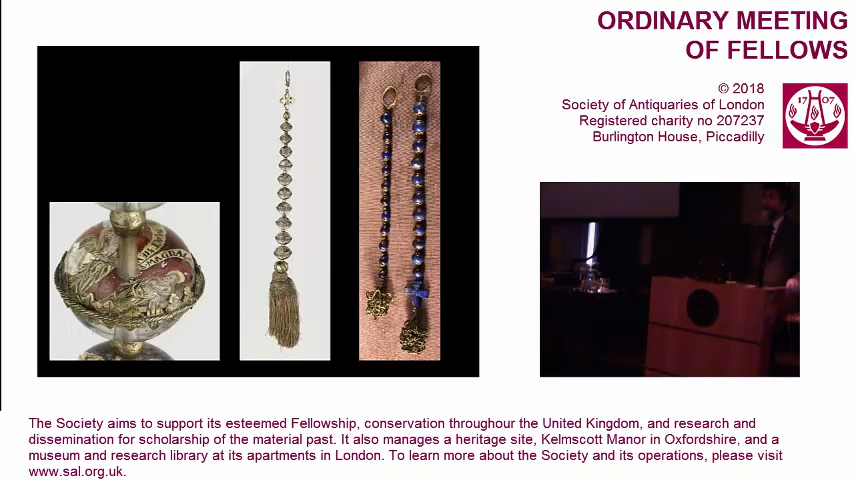 ORDINARY MEETING
OF FELLOWS
© 2018
Society of Antiquaries of London
Registered charity no 207237
Burlington House, Piccadilly
17 07
The Society aims to support its esteemed Fellowship, conservation throughour the United Kingdom, and research and
dissemination for scholarship of the material past. It also manages a heritage site, Kelmscott Manor in Oxfordshire, and a
museum and research library at its apartments in London. To learn more about the Society and its operations, please visit
www.sal.org.uk.